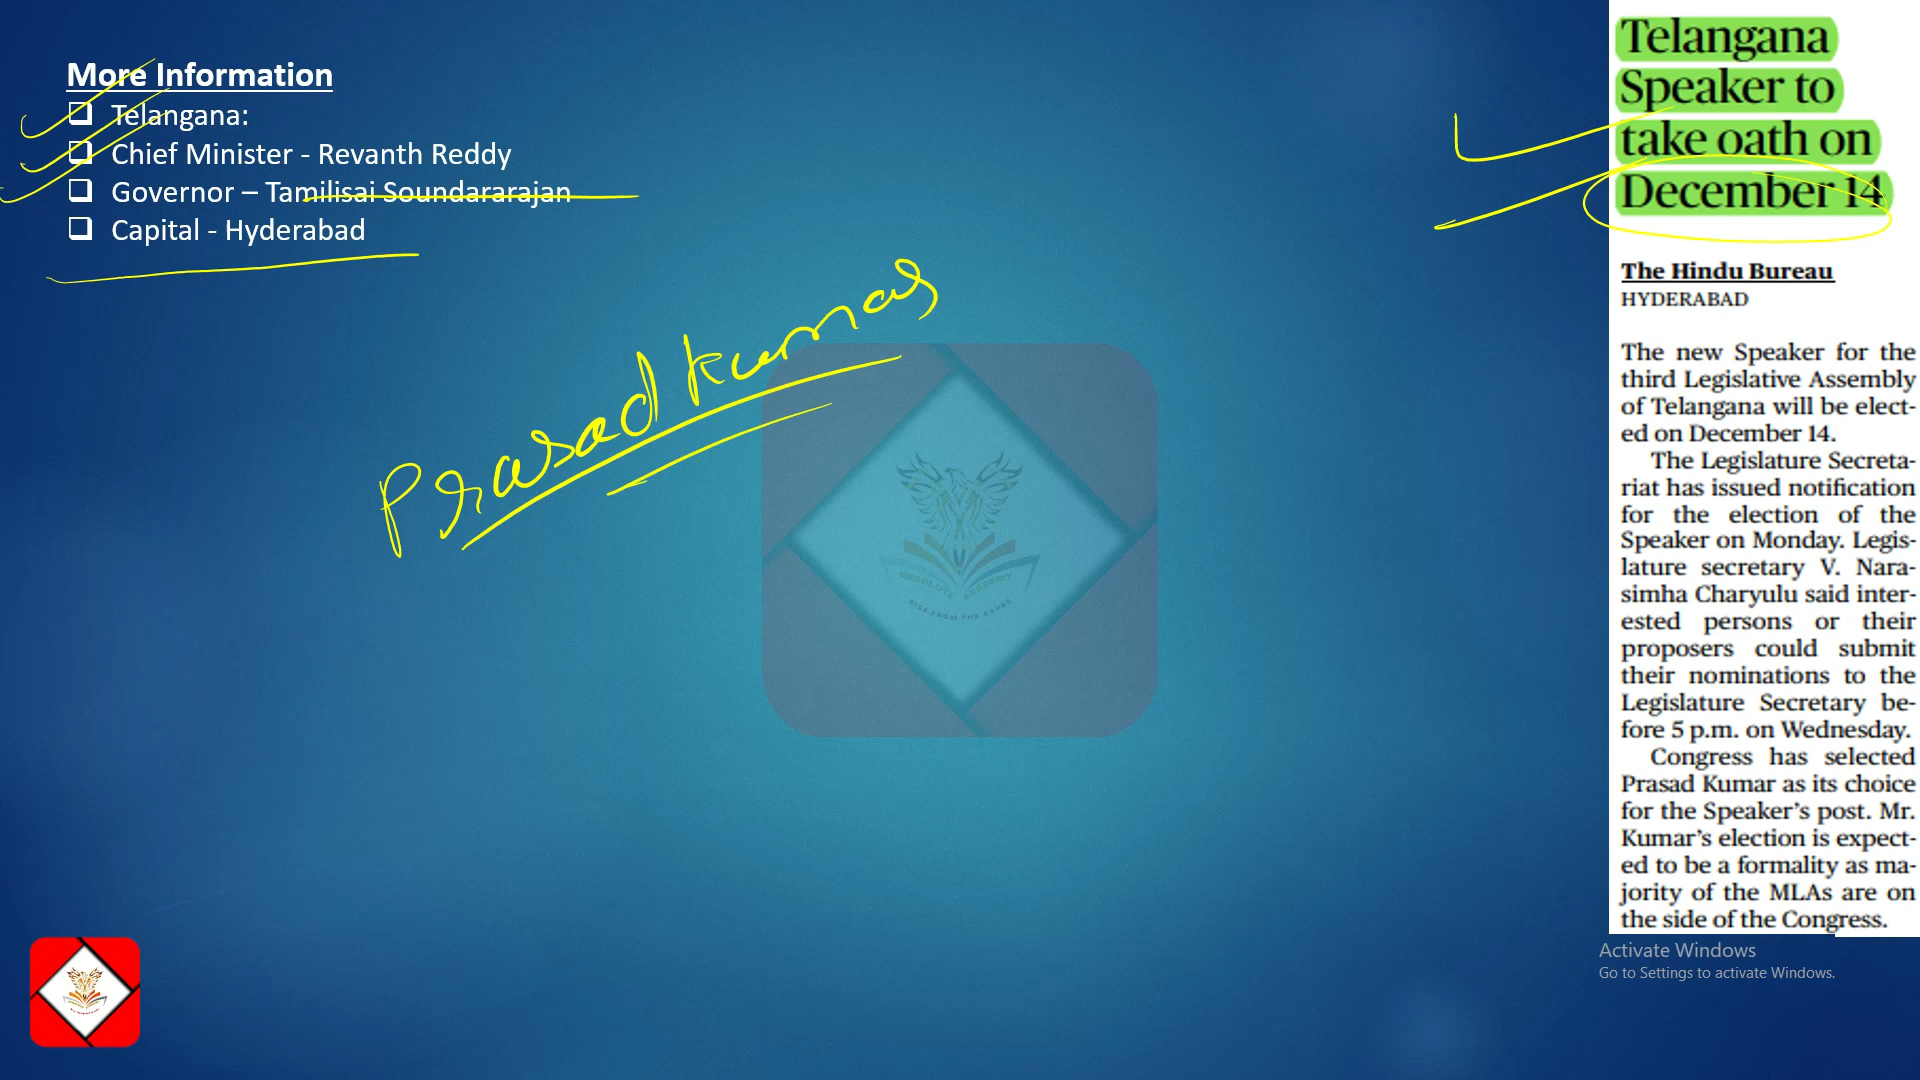 More Information
❑ Telangana:
❑ Chief Minister - Revanth Reddy
❑ Governor – Tamilisai Soundararajan
❑ Capital - Hyderabad
Prasad kumar
RESOLUTE ACADEMY
RISE FROM THE ASHES
Telangana
Speaker to
take oath on
December 14
The Hindu Bureau
HYDERABAD
The new Speaker for the
third Legislative Assembly
of Telangana will be elect-
ed on December 14.
The Legislature Secreta-
riat has issued notification
for the election of the
Speaker on Monday. Legis-
lature secretary V. Nara-
simha Charyulu said inter-
ested persons or their
proposers could submit
their nominations to the
Legislature Secretary be-
fore 5 p.m. on Wednesday.
Congress has selected
Prasad Kumar as its choice
for the Speaker's post. Mr.
Kumar's election is expect-
ed to be a formality as ma-
jority of the MLAs are on
the side of the Congress.
Activate Windows
Go to Settings to activate Windows.